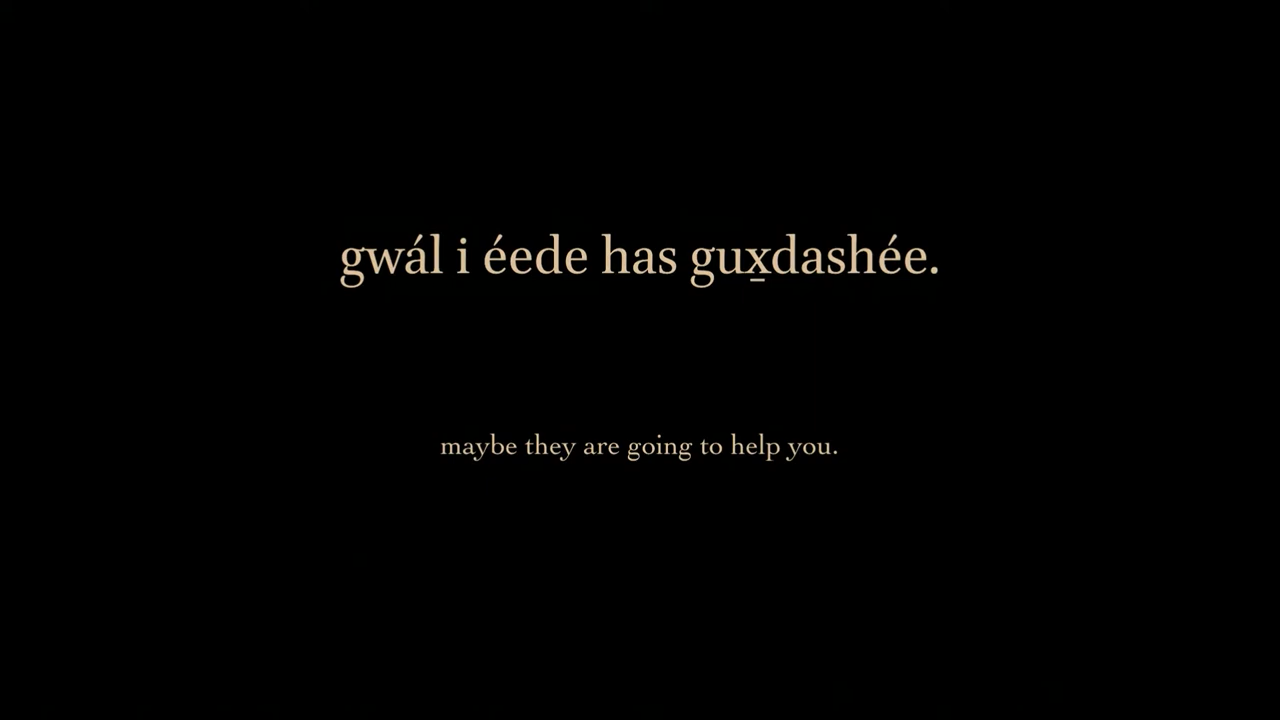 gwál i éede has gux̱dashée.
maybe they are going to help you.